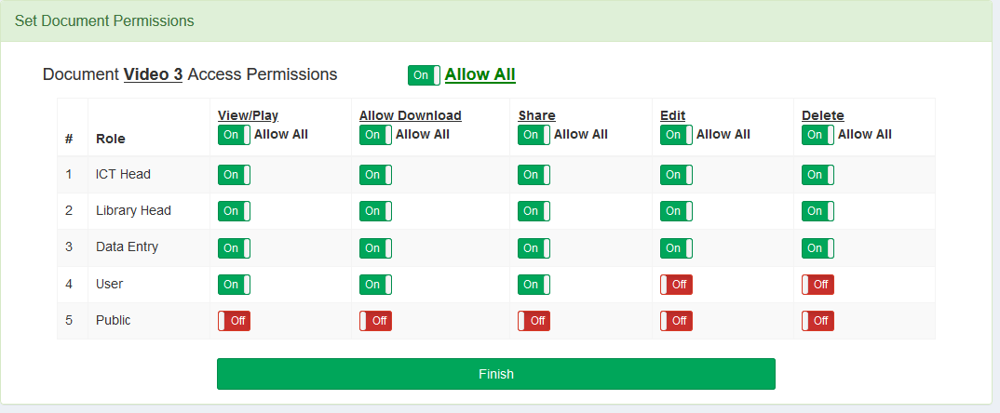 Set Document Permissions
Document Video 3 Access Permissions On Allow All
# Role View/Play On Allow All Allow Download On Allow All Share On Allow All Edit On Allow All Delete On Allow All
1 ICT Head On On On On On
2 Library Head On On On On On
3 Data Entry On On On On On
4 User On On On Off Off
5 Public Off Off Off Off Off
Finish